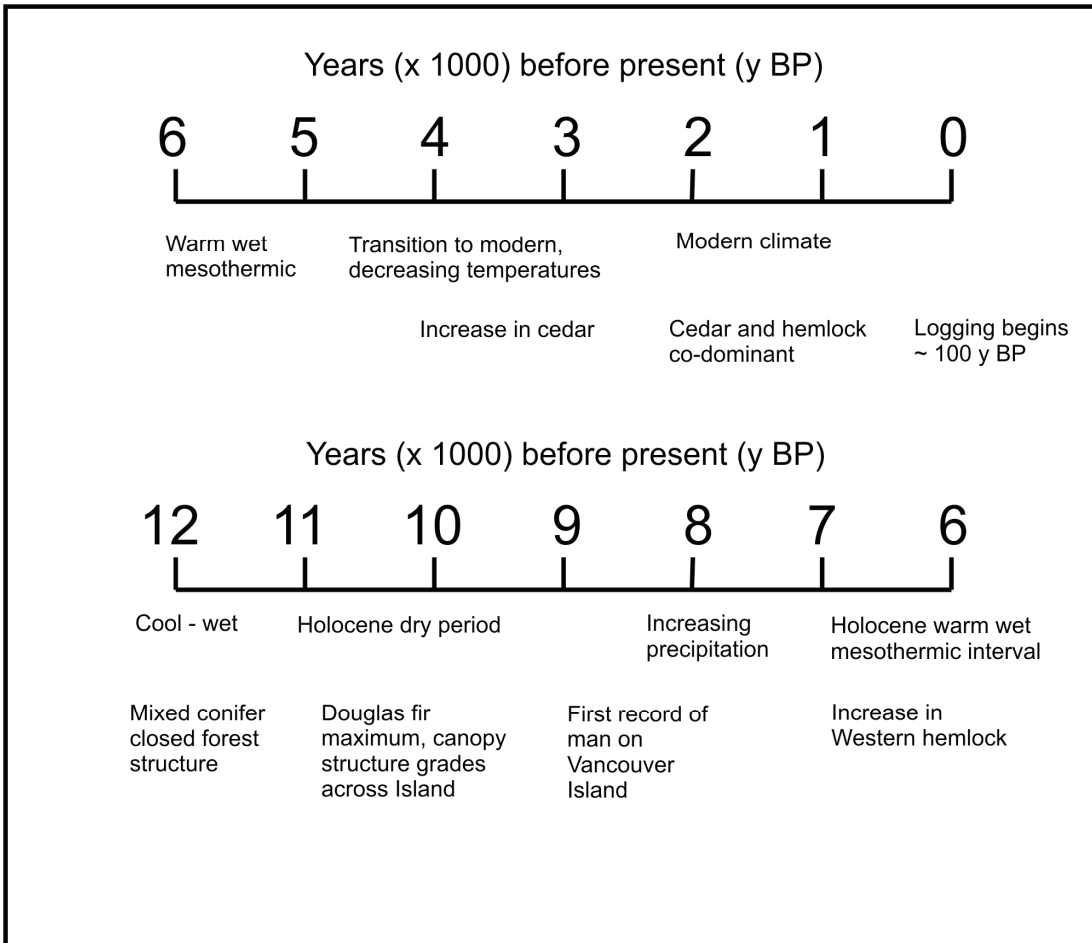 Years (x 1000) before present (y BP)
6 5 4 3 2 1 0
Warm wet
mesothermic
Transition to modern,
decreasing temperatures
Modern climate
Increase in cedar
Cedar and hemlock
co-dominant
Logging begins
~ 100 y BP
Years (x 1000) before present (y BP)
12 11 10 9 8 7 6
Cool - wet
Holocene dry period
Increasing
precipitation
Holocene warm wet
mesothermic interval
Mixed conifer
closed forest
structure
Douglas fir
maximum, canopy
structure grades
across Island
First record of
man on
Vancouver
Island
Increase in
Western hemlock